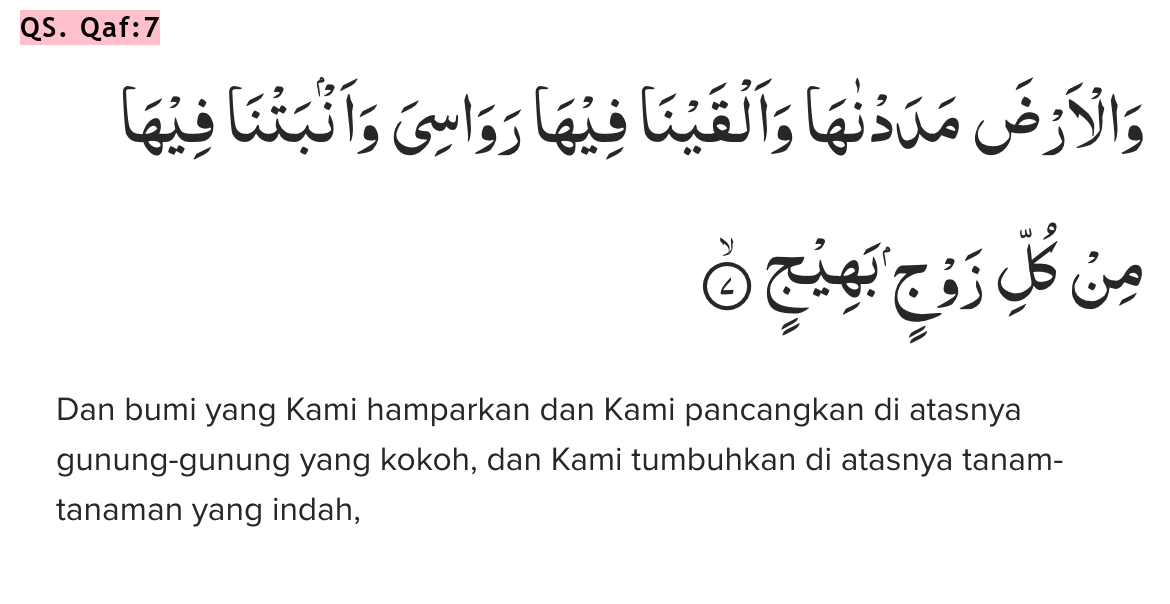 QS. Qaf:7
وَالْاَرْضَ مَدَدْنٰهَا وَاَلْقَيْنَا فِيْهَا رَوَاسِيَ وَاَنْۢبَتْنَا فِيْهَا
مِنْ كُلِّ زَوْجٍۢ بَهِيْجٍۙ ٧
Dan bumi yang Kami hamparkan dan Kami pancangkan di atasnya
gunung-gunung yang kokoh, dan Kami tumbuhkan di atasnya tanam-
tanaman yang indah,